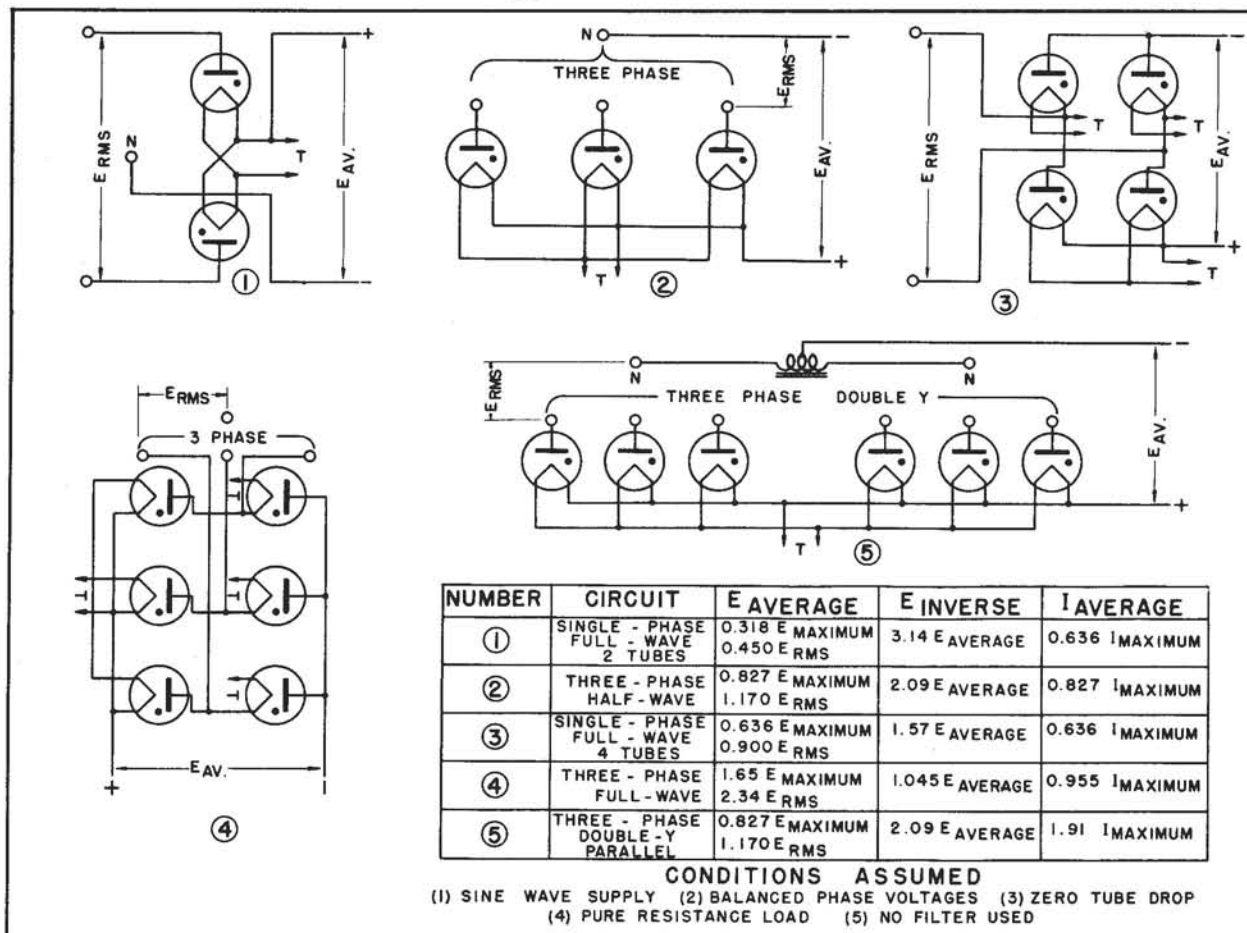 E RMS
N
T
E AV.
+
-
①
N
THREE PHASE
E RMS
E AV.
-
+
T
②
E RMS
E AV.
-
+
T
T
T
③
E RMS
3 PHASE
T
T
T
T
E AV.
+
-
④
E RMS
N
N
THREE PHASE DOUBLE Y
E AV.
-
+
T
⑤
NUMBER CIRCUIT E AVERAGE E INVERSE I AVERAGE
① SINGLE - PHASE FULL - WAVE 2 TUBES 0.318 E MAXIMUM 0.450 E RMS 3.14 E AVERAGE 0.636 I MAXIMUM
② THREE - PHASE HALF - WAVE 0.827 E MAXIMUM 1.170 E RMS 2.09 E AVERAGE 0.827 I MAXIMUM
③ SINGLE - PHASE FULL - WAVE 4 TUBES 0.636 E MAXIMUM 0.900 E RMS 1.57 E AVERAGE 0.636 I MAXIMUM
④ THREE - PHASE FULL - WAVE 1.65 E MAXIMUM 2.34 E RMS 1.045 E AVERAGE 0.955 I MAXIMUM
⑤ THREE - PHASE DOUBLE - Y PARALLEL 0.827 E MAXIMUM 1.170 E RMS 2.09 E AVERAGE 1.91 I MAXIMUM
CONDITIONS ASSUMED
(1) SINE WAVE SUPPLY (2) BALANCED PHASE VOLTAGES (3) ZERO TUBE DROP
(4) PURE RESISTANCE LOAD (5) NO FILTER USED